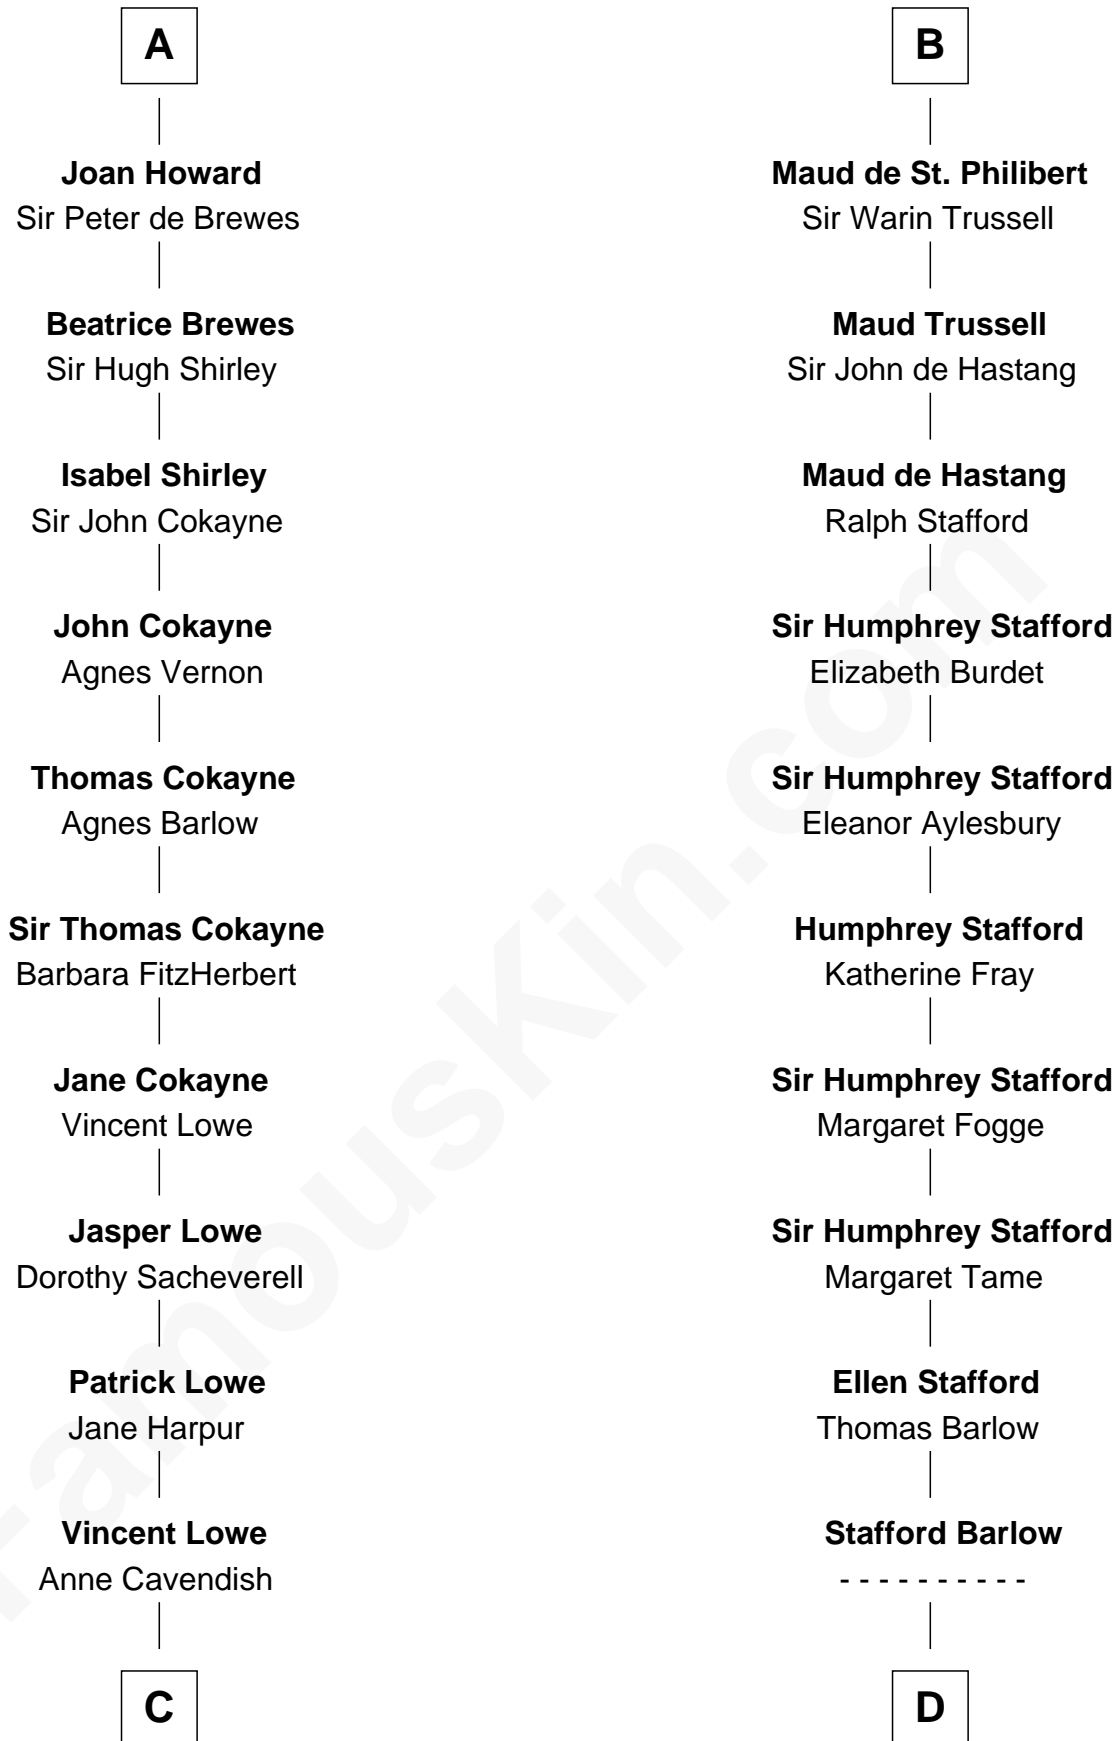 A
Joan Howard
Sir Peter de Brewes
Beatrice Brewes
Sir Hugh Shirley
Isabel Shirley
Sir John Cokayne
John Cokayne
Agnes Vernon
Thomas Cokayne
Agnes Barlow
Sir Thomas Cokayne
Barbara FitzHerbert
Jane Cokayne
Vincent Lowe
Jasper Lowe
Dorothy Sacheverell
Patrick Lowe
Jane Harpur
Vincent Lowe
Anne Cavendish
C
B
Maud de St. Philibert
Sir Warin Trussell
Maud Trussell
Sir John de Hastang
Maud de Hastang
Ralph Stafford
Sir Humphrey Stafford
Elizabeth Burdet
Sir Humphrey Stafford
Eleanor Aylesbury
Humphrey Stafford
Katherine Fray
Sir Humphrey Stafford
Margaret Fogge
Sir Humphrey Stafford
Margaret Tame
Ellen Stafford
Thomas Barlow
Stafford Barlow
- - - - - - - - - -
D
FamousKin.com